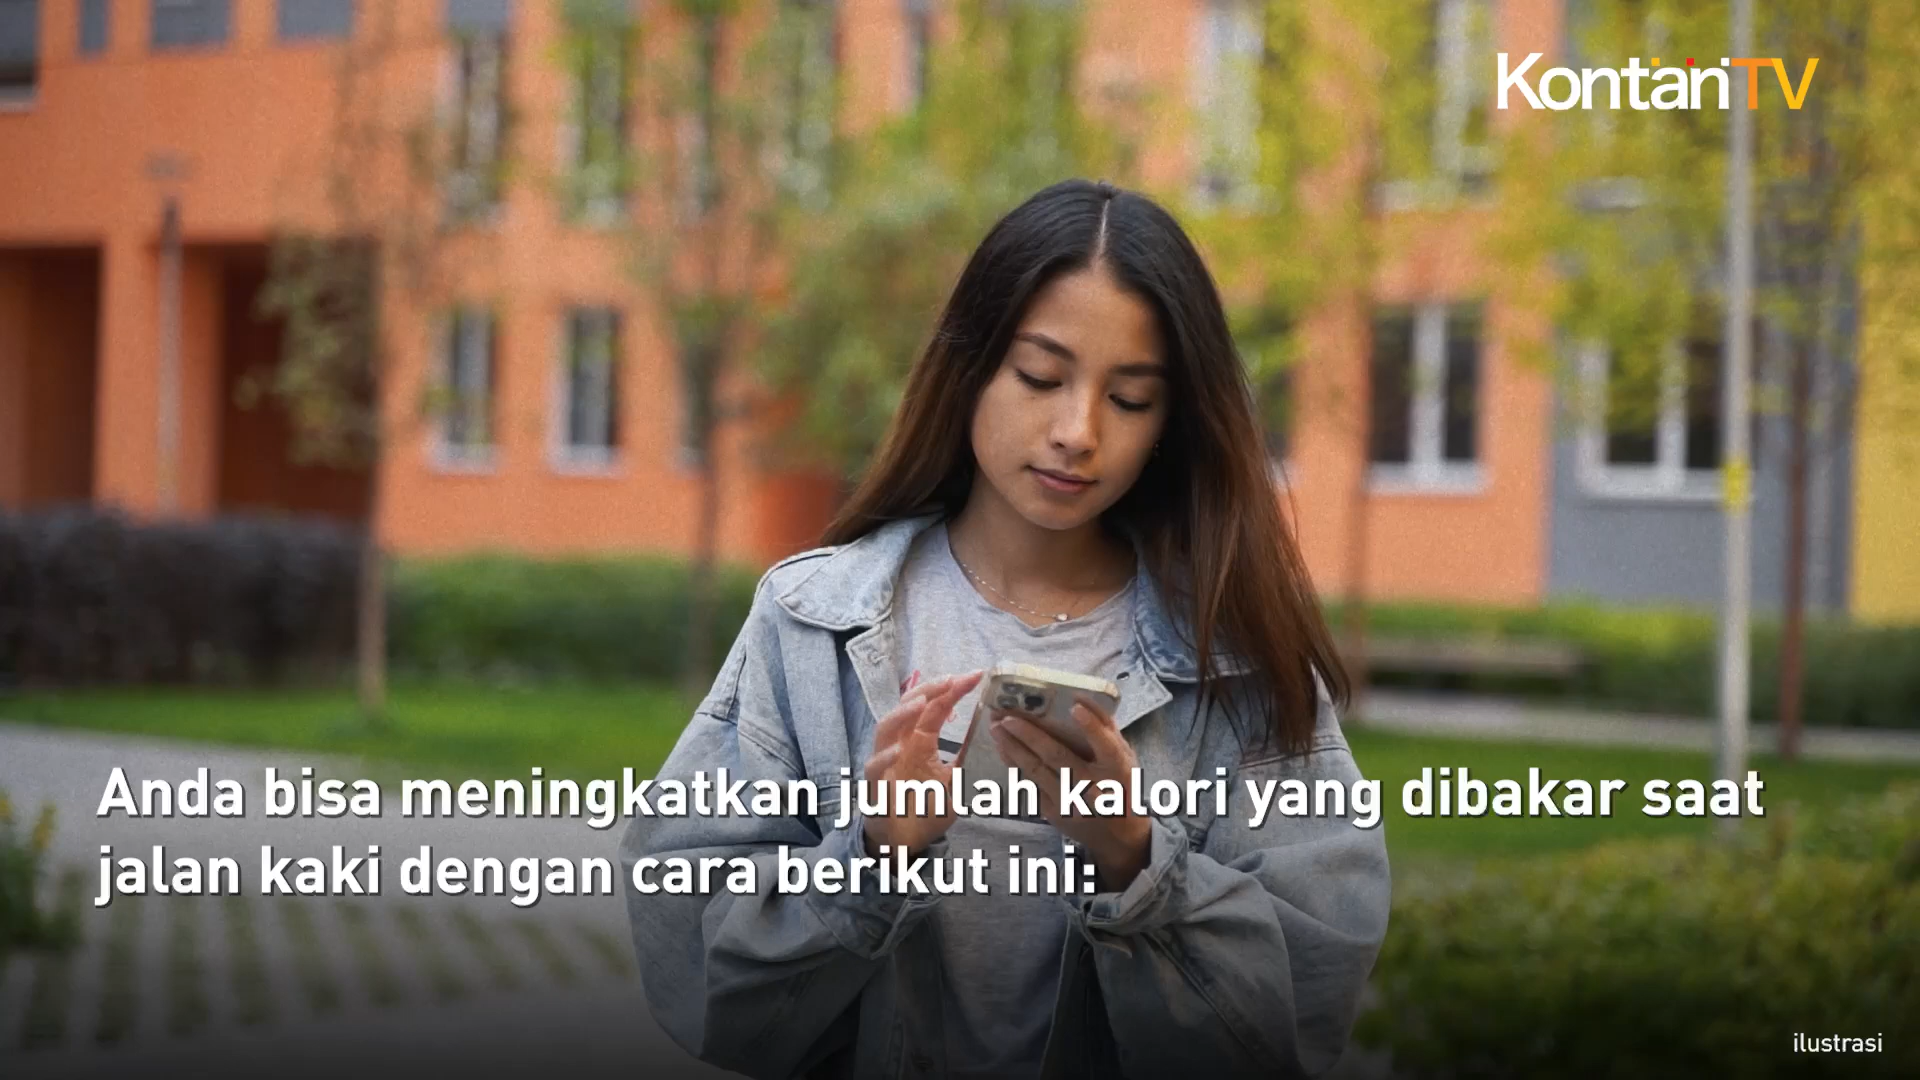 KontanTV
Anda bisa meningkatkan jumlah kalori yang dibakar saat
jalan kaki dengan cara berikut ini:
ilustrasi